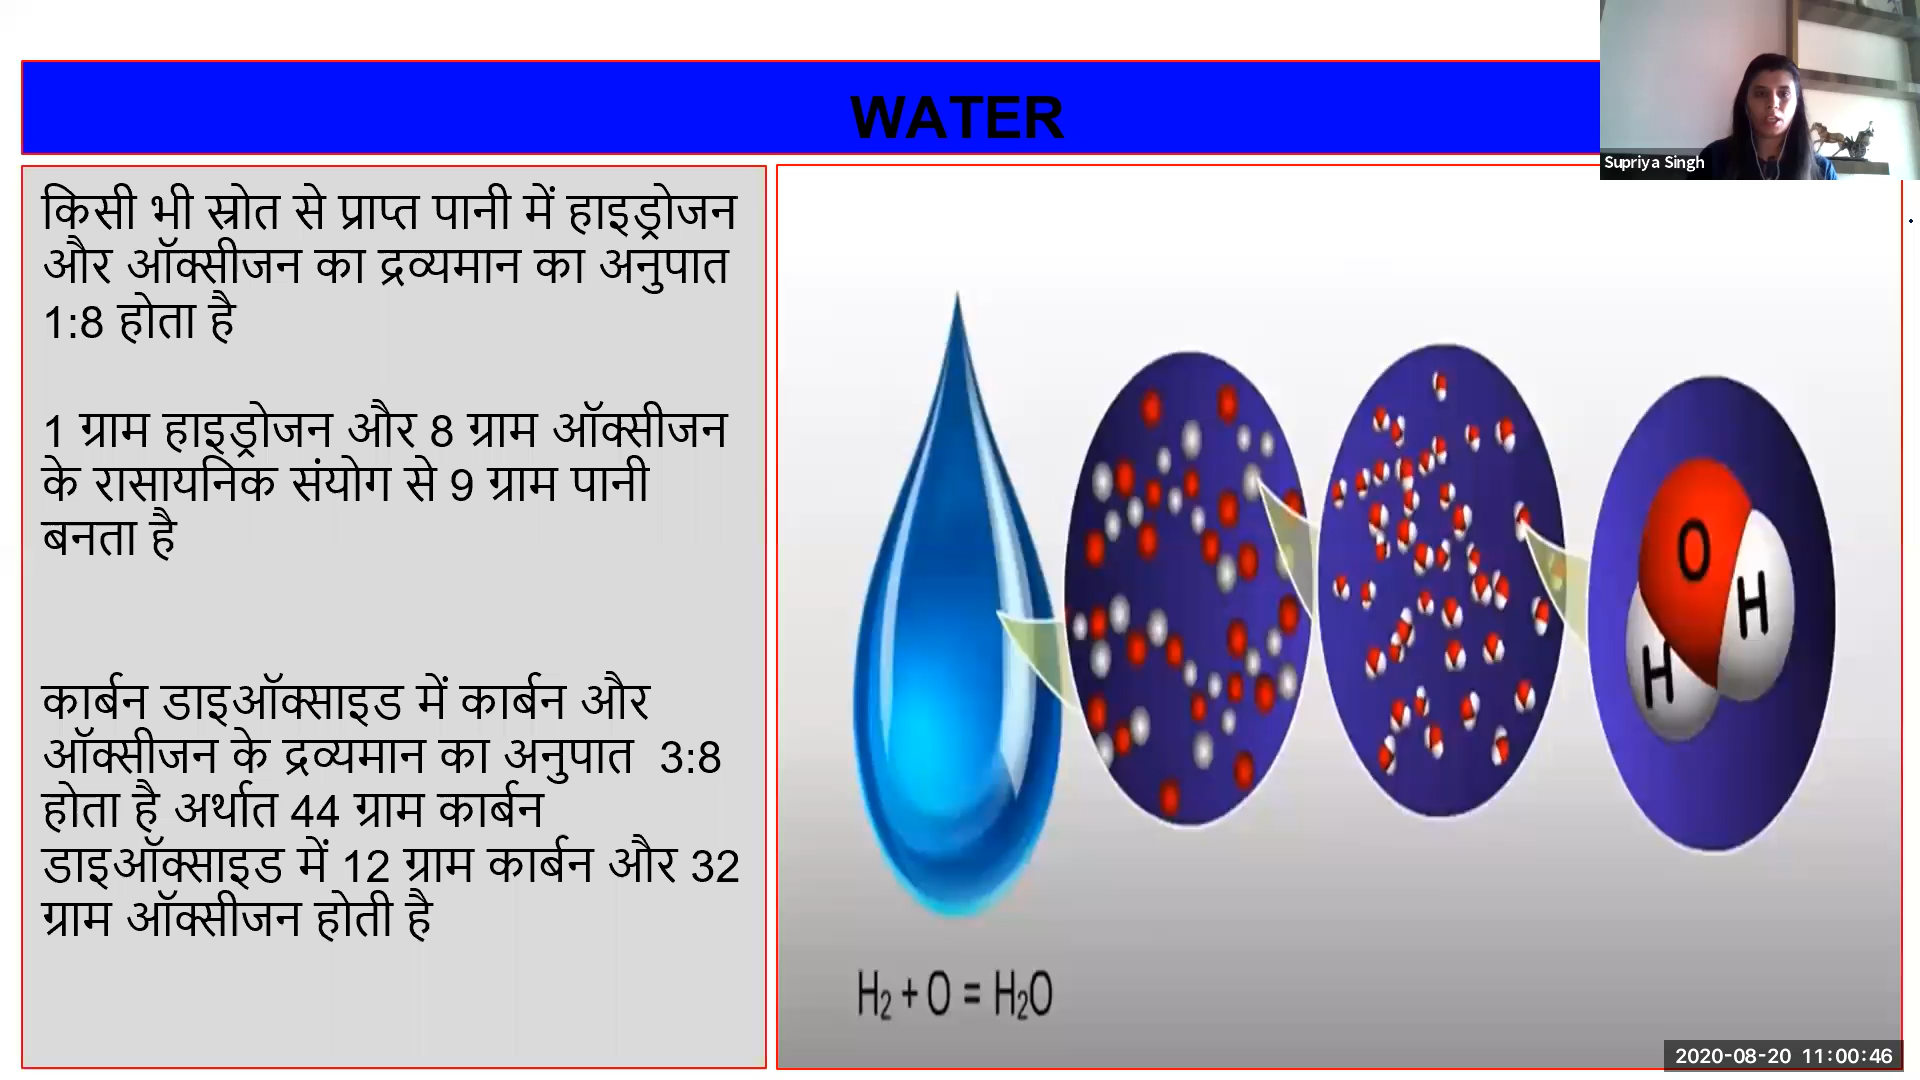 WATER
Supriya Singh
किसी भी स्रोत से प्राप्त पानी में हाइड्रोजन
और ऑक्सीजन का द्रव्यमान का अनुपात
1:8 होता है
1 ग्राम हाइड्रोजन और 8 ग्राम ऑक्सीजन
के रासायनिक संयोग से 9 ग्राम पानी
बनता है
कार्बन डाइऑक्साइड में कार्बन और
ऑक्सीजन के द्रव्यमान का अनुपात 3:8
होता है अर्थात 44 ग्राम कार्बन
डाइऑक्साइड में 12 ग्राम कार्बन और 32
ग्राम ऑक्सीजन होती है
O
H
H
H₂ + O = H₂O
2020-08-20 11:00:46